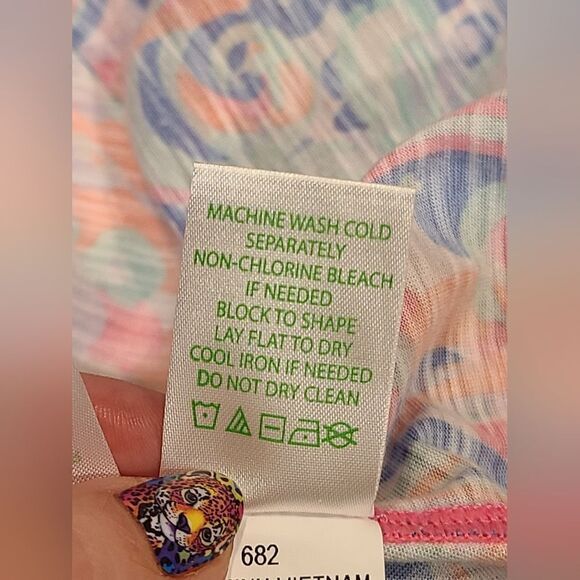 MACHINE WASH COLD
SEPARATELY
NON-CHLORINE BLEACH
IF NEEDED
BLOCK TO SHAPE
LAY FLAT TO DRY
COOL IRON IF NEEDED
DO NOT DRY CLEAN
682
VIETNAM